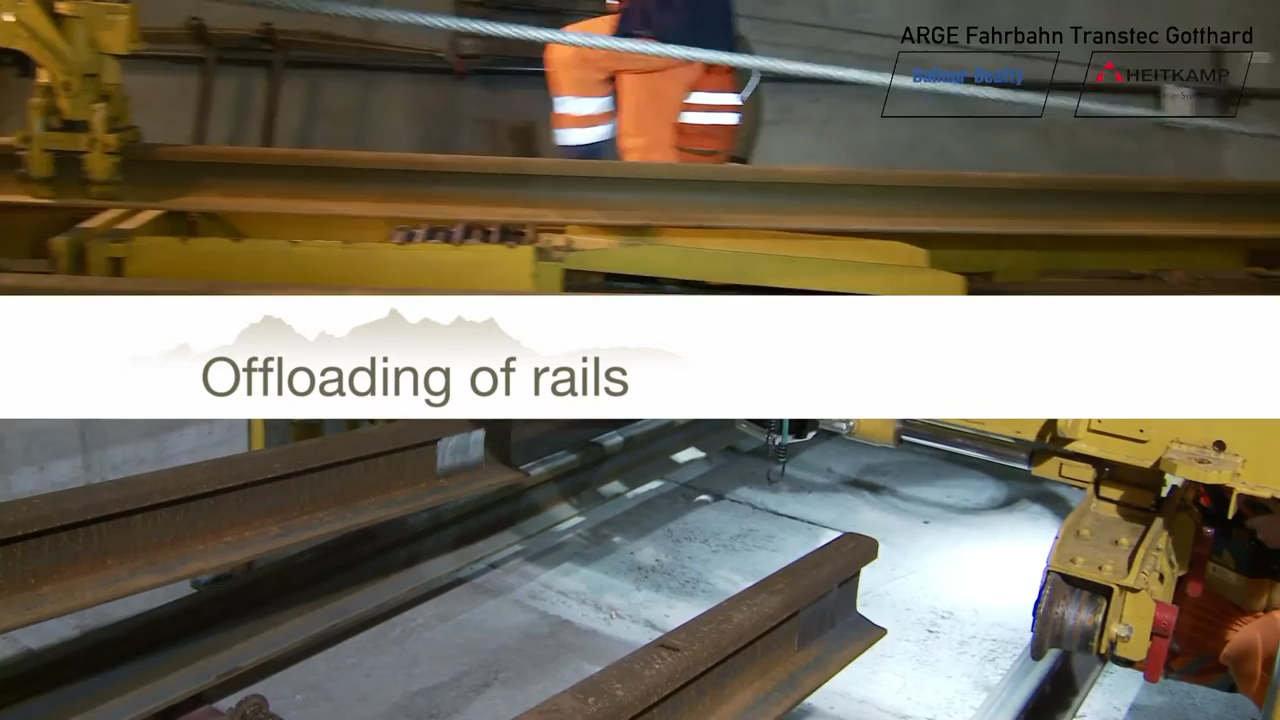 ARGE Fahrbahn Transtec Gotthard
Balfour Beatty
HEITKAMP
Offloading of rails